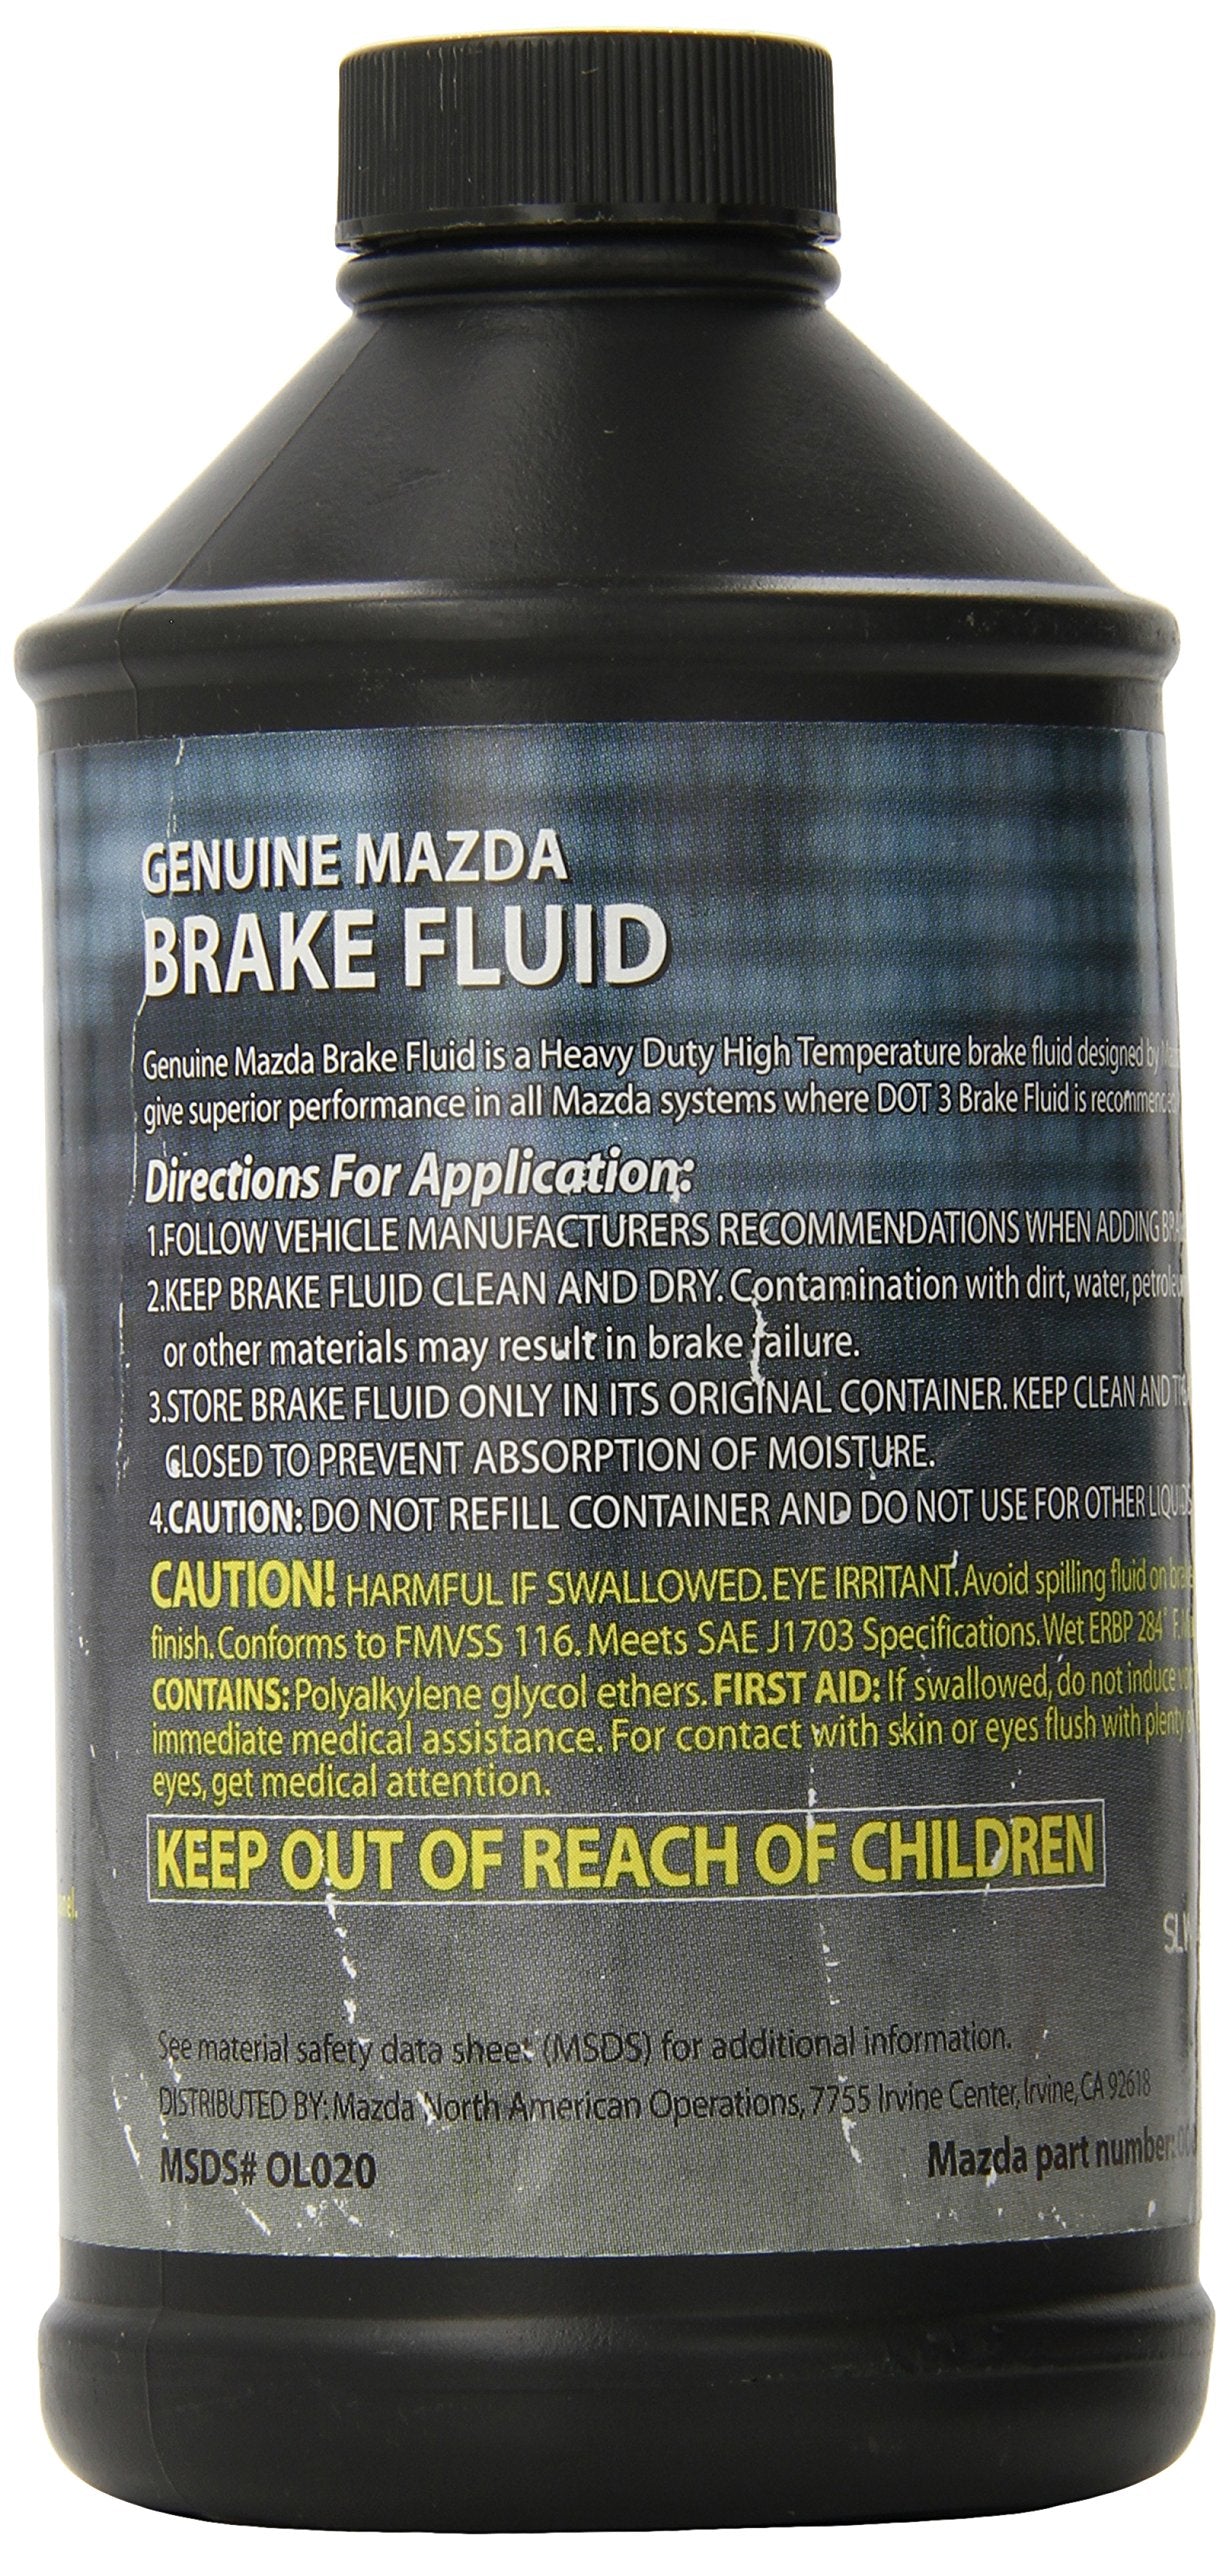 GENUINE MAZDA
BRAKE FLUID
Genuine Mazda Brake Fluid is a Heavy Duty High Temperature brake fluid designed by
give superior performance in all Mazda systems where DOT 3 Brake Fluid is
Directions For Application:
1.FOLLOW VEHICLE MANUFACTURERS RECOMMENDATIONS WHEN ADDING
2.KEEP BRAKE FLUID CLEAN AND DRY. Contamination with dirt, water,
or other materials may result in brake failure.
3.STORE BRAKE FLUID ONLY IN ITS ORIGINAL CONTAINER. KEEP CLEAN AND
CLOSED TO PREVENT ABSORPTION OF MOISTURE.
4.CAUTION: DO NOT REFILL CONTAINER AND DO NOT USE FOR OTHER LIQUIDS
CAUTION! HARMFUL IF SWALLOWED. EYE IRRITANT. Avoid spilling fluid on
finish. Conforms to FMVSS 116. Meets SAE J1703 Specifications. Wet ERBP 284° F.
CONTAINS: Polyalkylene glycol ethers. FIRST AID: If swallowed, do not induce
immediate medical assistance. For contact with skin or eyes flush with plenty
eyes, get medical attention.
KEEP OUT OF REACH OF CHILDREN
See material safety data sheet (MSDS) for additional information.
DISTRIBUTED BY: Mazda North American Operations, 7755 Irvine Center, Irvine, CA 92618
MSDS# OL020
Mazda part number: